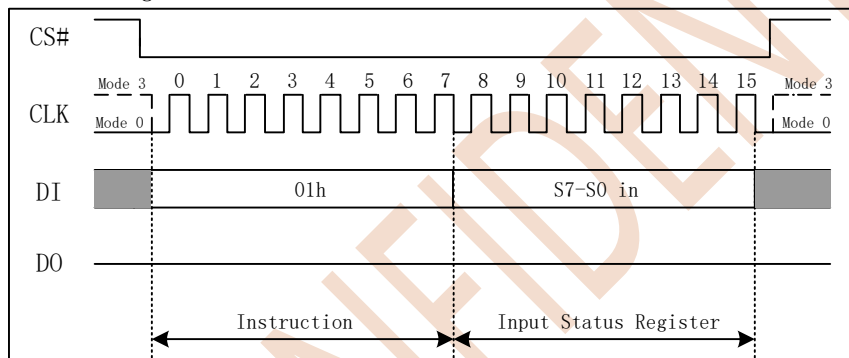 CS#
Mode 3 0 1 2 3 4 5 6 7 8 9 10 11 12 13 14 15 Mode 3
CLK
Mode 0 Mode 0
DI 01h S7-S0 in
DO
Instruction Input Status Register